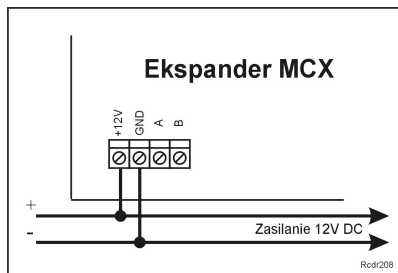 Ekspander MCX
+12V
GND
A
B
+
Zasilanie 12V DC
-
Rcdr208